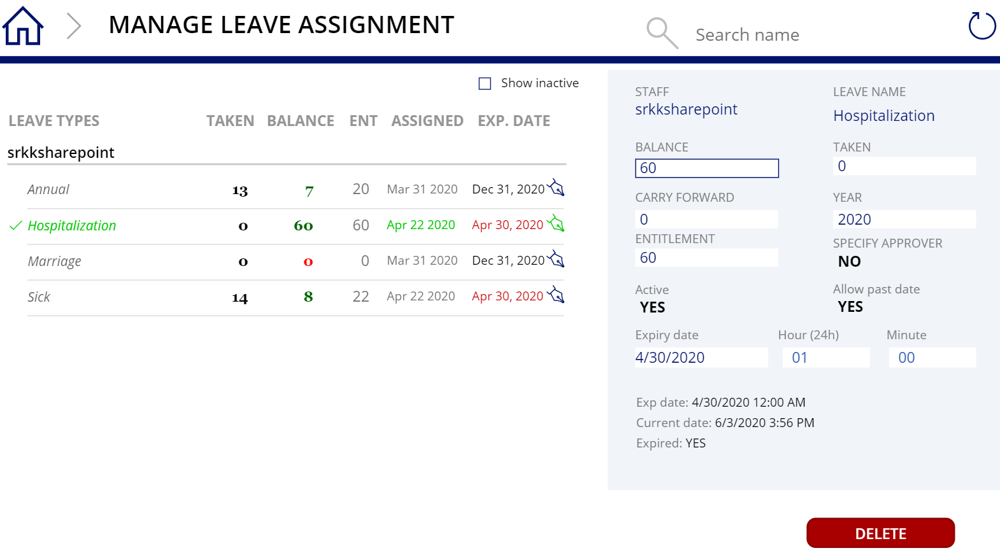 MANAGE LEAVE ASSIGNMENT
Search name
Show inactive
LEAVE TYPES TAKEN BALANCE ENT ASSIGNED EXP. DATE
srkksharepoint
Annual 13 7 20 Mar 31 2020 Dec 31, 2020
Hospitalization 0 60 60 Apr 22 2020 Apr 30, 2020
Marriage 0 0 0 Mar 31 2020 Dec 31, 2020
Sick 14 8 22 Apr 22 2020 Apr 30, 2020
STAFF LEAVE NAME
srkksharepoint Hospitalization
BALANCE TAKEN
60 0
CARRY FORWARD YEAR
0 2020
ENTITLEMENT SPECIFY APPROVER
60 NO
Active Allow past date
YES YES
Expiry date Hour (24h) Minute
4/30/2020 01 00
Exp date: 4/30/2020 12:00 AM
Current date: 6/3/2020 3:56 PM
Expired: YES
DELETE